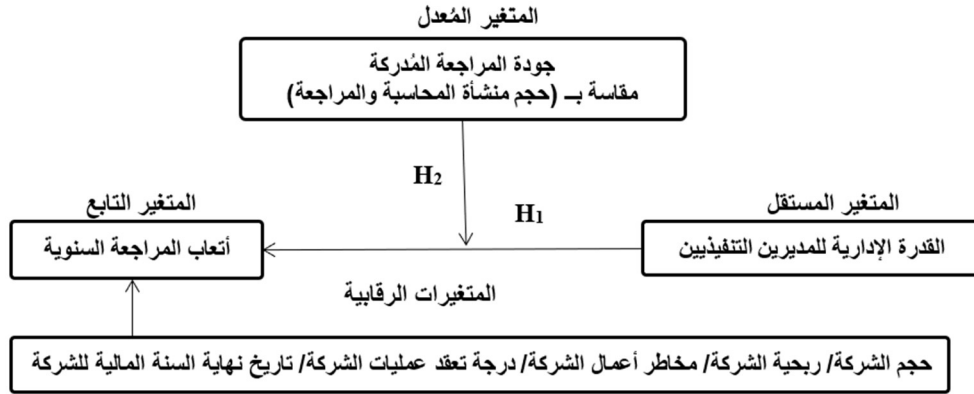 المتغير المُعدل
جودة المراجعة المُدركة
مقاسة بــ (حجم منشأة المحاسبة والمراجعة)
H₂
H₁
المتغير المستقل
القدرة الإدارية للمديرين التنفيذيين
المتغير التابع
أتعاب المراجعة السنوية
المتغيرات الرقابية
حجم الشركة/ ربحية الشركة/ مخاطر أعمال الشركة/ درجة تعقد عمليات الشركة/ تاريخ نهاية السنة المالية للشركة